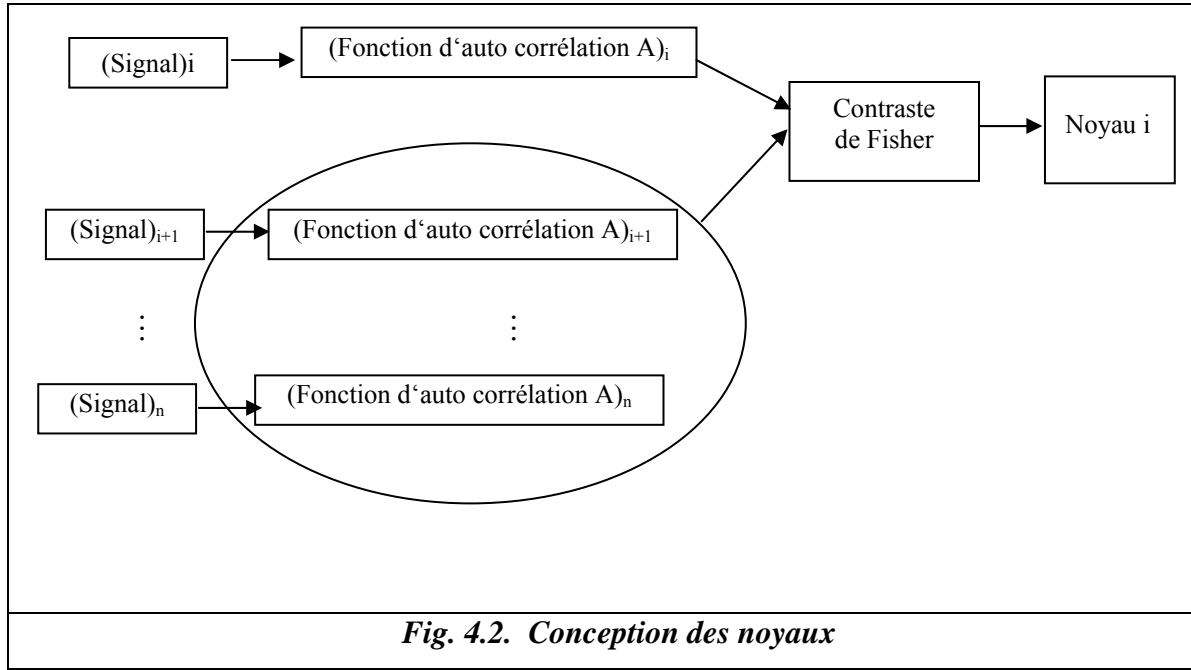 (Signal)i
(Fonction d‘auto corrélation A)i
Contraste
de Fisher
Noyau i
(Signal)i+1
(Fonction d‘auto corrélation A)i+1
⋮
⋮
(Signal)n
(Fonction d‘auto corrélation A)n
Fig. 4.2. Conception des noyaux